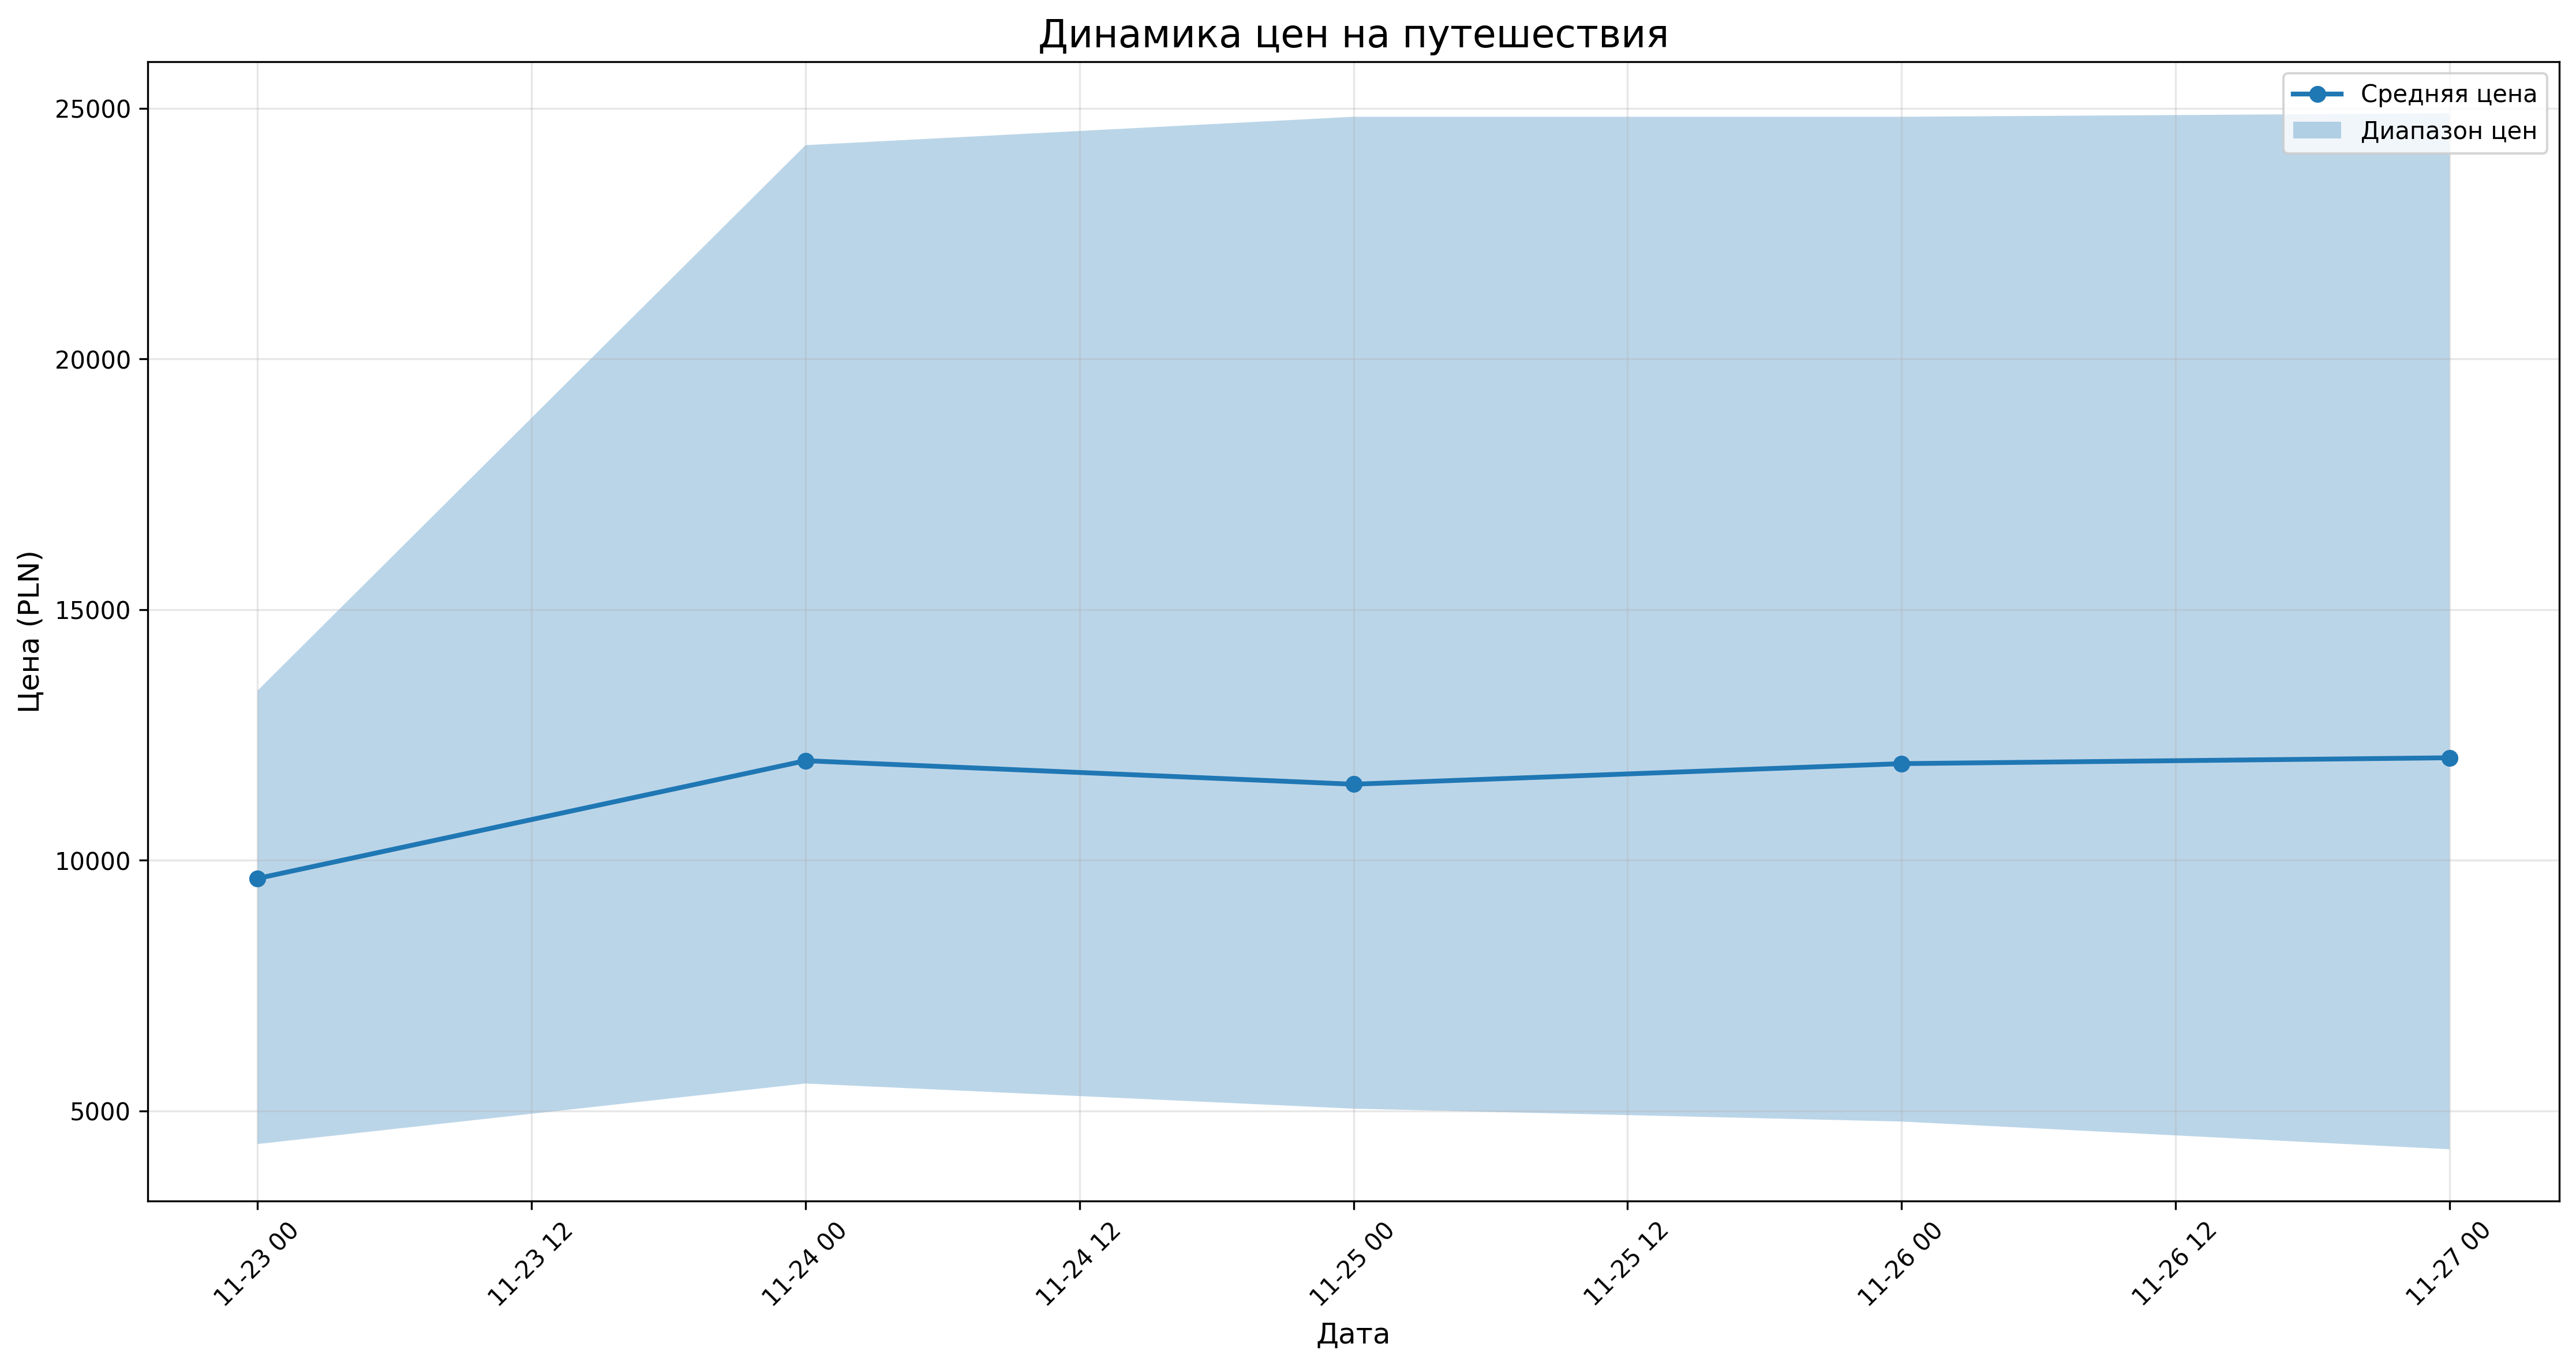 Динамика цен на путешествия
Средняя цена
Диапазон цен
Цена (PLN)
25000
20000
15000
10000
5000
11-23 00
11-23 12
11-24 00
11-24 12
11-25 00
11-25 12
11-26 00
11-26 12
11-27 00
Дата